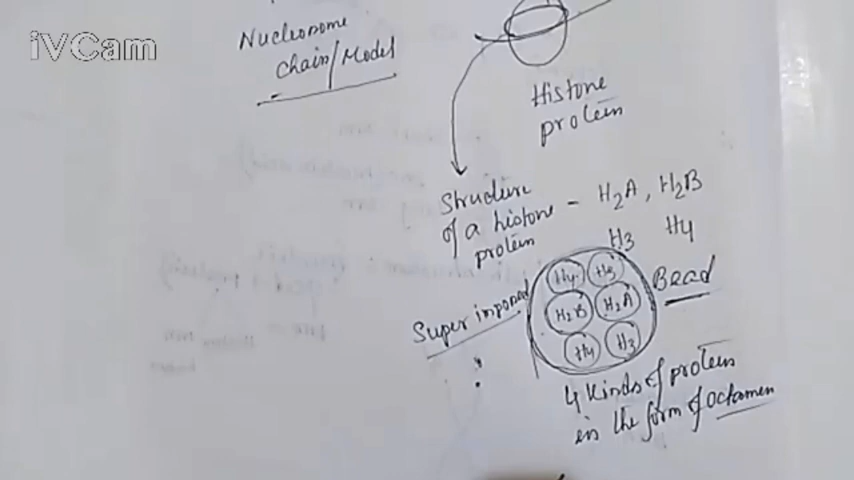 iVCam
Nucleonome
chain/Model
Histone
protein
Structure
of a histone - H2A, H2B
protein H3 H4
Super imposed
H4 H3
H2B H2A
H4 H3
Bead
4 kinds of protein
in the form of octamer